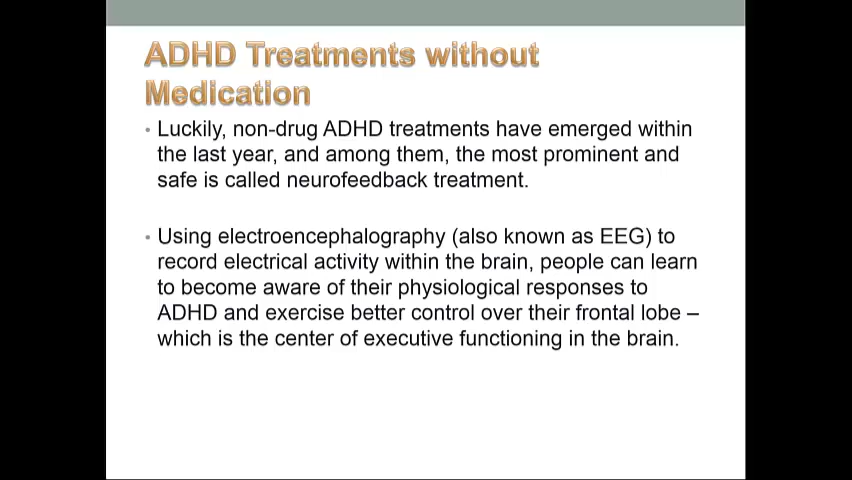 ADHD Treatments without
Medication
• Luckily, non-drug ADHD treatments have emerged within
the last year, and among them, the most prominent and
safe is called neurofeedback treatment.
• Using electroencephalography (also known as EEG) to
record electrical activity within the brain, people can learn
to become aware of their physiological responses to
ADHD and exercise better control over their frontal lobe –
which is the center of executive functioning in the brain.